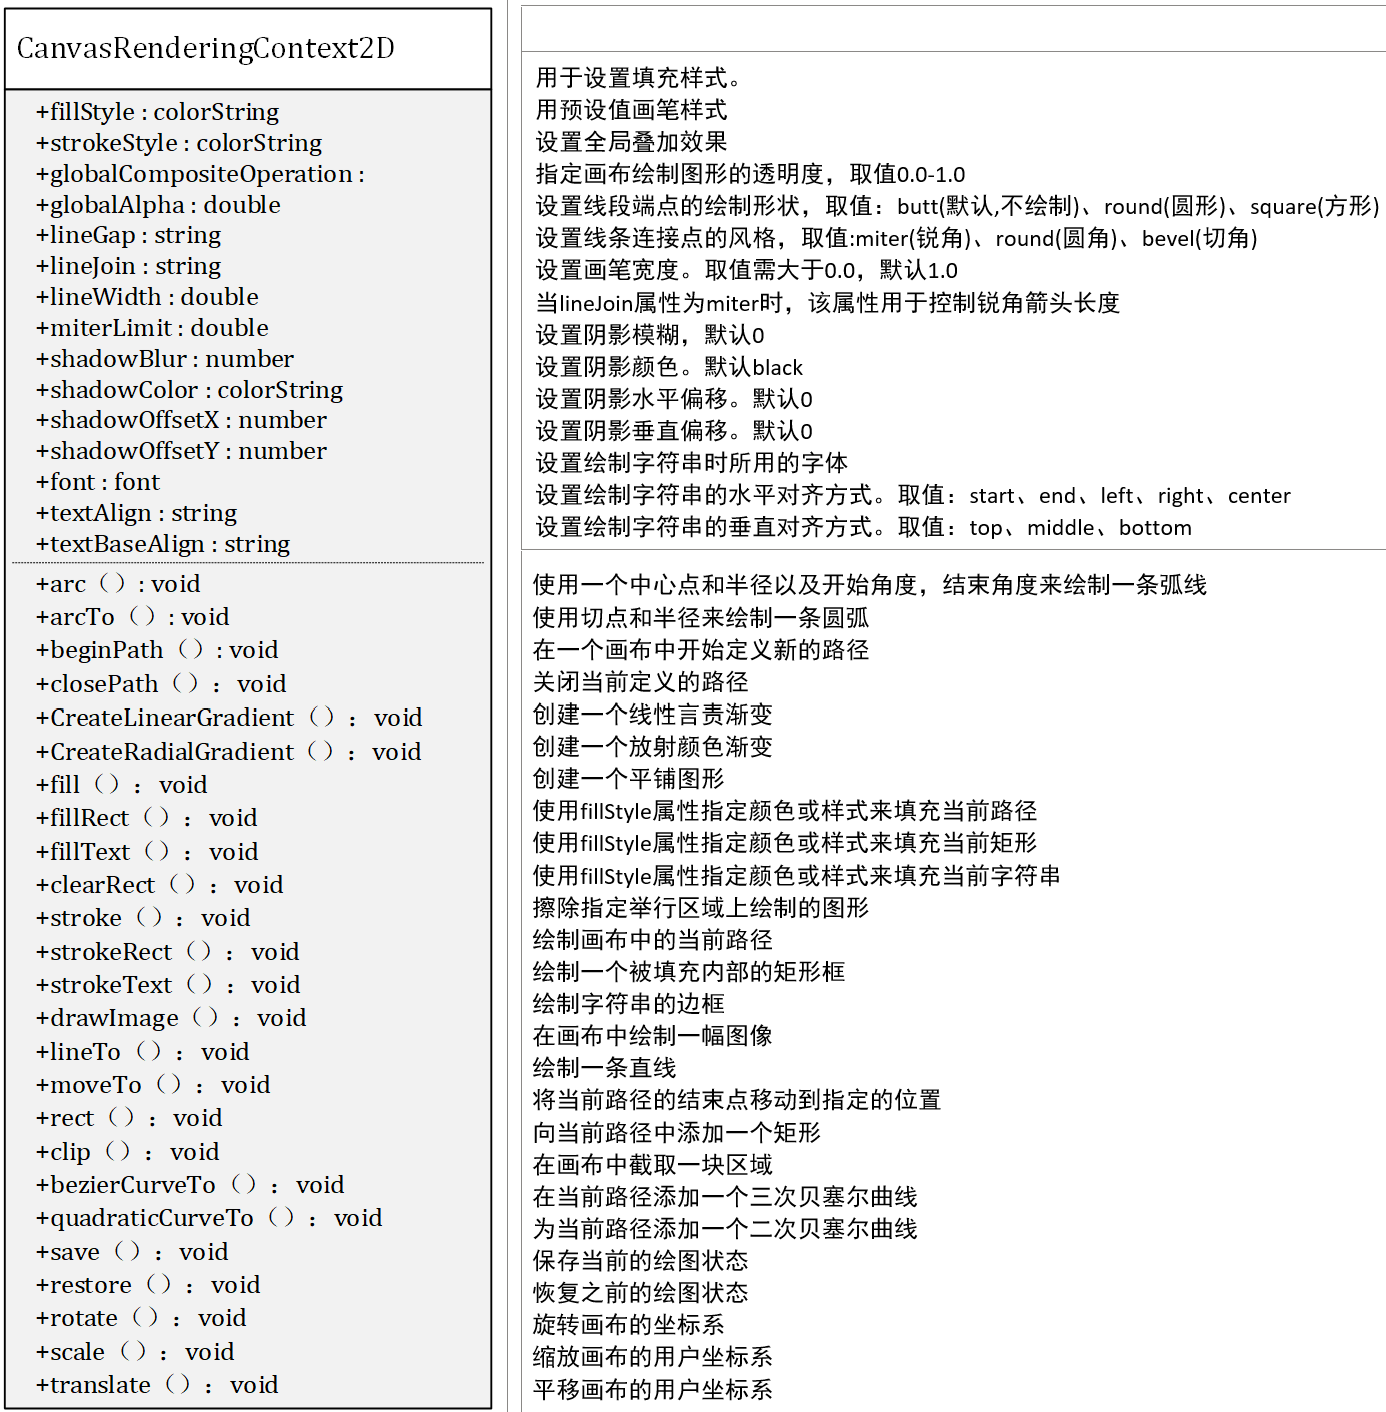 CanvasRenderingContext2D
+fillStyle : colorString
+strokeStyle : colorString
+globalCompositeOperation :
+globalAlpha : double
+lineGap : string
+lineJoin : string
+lineWidth : double
+miterLimit : double
+shadowBlur : number
+shadowColor : colorString
+shadowOffsetX : number
+shadowOffsetY : number
+font : font
+textAlign : string
+textBaseAlign : string
+arc（）: void
+arcTo（）: void
+beginPath（）: void
+closePath（）：void
+CreateLinearGradient（）：void
+CreateRadialGradient（）：void
+fill（）：void
+fillRect（）：void
+fillText（）：void
+clearRect（）：void
+stroke（）：void
+strokeRect（）：void
+strokeText（）：void
+drawImage（）：void
+lineTo（）：void
+moveTo（）：void
+rect（）：void
+clip（）：void
+bezierCurveTo（）：void
+quadraticCurveTo（）：void
+save（）：void
+restore（）：void
+rotate（）：void
+scale（）：void
+translate（）：void
用于设置填充样式。
用预设值画笔样式
设置全局叠加效果
指定画布绘制图形的透明度，取值0.0-1.0
设置线段端点的绘制形状，取值：butt(默认,不绘制)、round(圆形)、square(方形)
设置线条连接点的风格，取值:miter(锐角)、round(圆角)、bevel(切角)
设置画笔宽度。取值需大于0.0，默认1.0
当lineJoin属性为miter时，该属性用于控制锐角箭头长度
设置阴影模糊，默认0
设置阴影颜色。默认black
设置阴影水平偏移。默认0
设置阴影垂直偏移。默认0
设置绘制字符串时所用的字体
设置绘制字符串的水平对齐方式。取值：start、end、left、right、center
设置绘制字符串的垂直对齐方式。取值：top、middle、bottom
使用一个中心点和半径以及开始角度，结束角度来绘制一条弧线
使用切点和半径来绘制一条圆弧
在一个画布中开始定义新的路径
关闭当前定义的路径
创建一个线性言责渐变
创建一个放射颜色渐变
创建一个平铺图形
使用fillStyle属性指定颜色或样式来填充当前路径
使用fillStyle属性指定颜色或样式来填充当前矩形
使用fillStyle属性指定颜色或样式来填充当前字符串
擦除指定举行区域上绘制的图形
绘制画布中的当前路径
绘制一个被填充内部的矩形框
绘制字符串的边框
在画布中绘制一幅图像
绘制一条直线
将当前路径的结束点移动到指定的位置
向当前路径中添加一个矩形
在画布中截取一块区域
在当前路径添加一个三次贝塞尔曲线
为当前路径添加一个二次贝塞尔曲线
保存当前的绘图状态
恢复之前的绘图状态
旋转画布的坐标系
缩放画布的用户坐标系
平移画布的用户坐标系